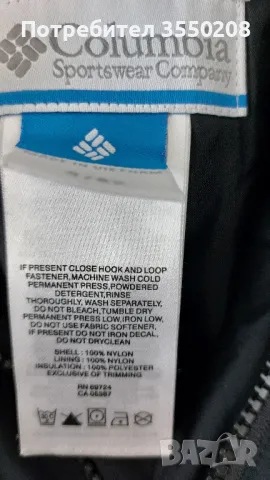 Потребител 3550208
Columbia
Sportswear Company
MADE IN VIETNAM
IF PRESENT CLOSE HOOK AND LOOP
FASTENER,MACHINE WASH COLD
PERMANENT PRESS,POWDERED
DETERGENT,RINSE
THOROUGHLY, WASH SEPARATELY,
DO NOT BLEACH,TUMBLE DRY
PERMANENT PRESS LOW, IRON LOW,
DO NOT USE FABRIC SOFTENER,
IF PRESENT DO NOT IRON DECAL,
DO NOT DRYCLEAN
SHELL : 100% NYLON
LINING : 100% NYLON
INSULATION : 100% POLYESTER
EXCLUSIVE OF TRIMMING
RN 69724
CA 05367
BAZAR